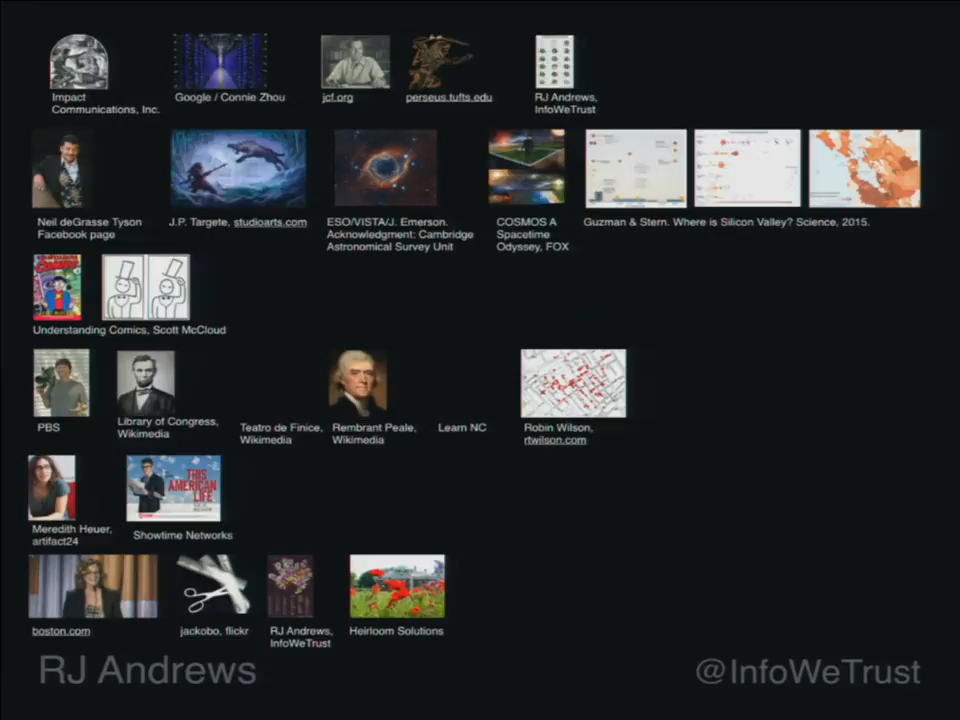 Impact
Communications, Inc.
Google / Connie Zhou
jcf.org
perseus.tufts.edu
RJ Andrews,
InfoWeTrust
Neil deGrasse Tyson
Facebook page
J.P. Targete, studioarts.com
ESO/VISTA/J. Emerson.
Acknowledgment: Cambridge
Astronomical Survey Unit
COSMOS A
Spacetime
Odyssey, FOX
Guzman & Stern. Where is Silicon Valley? Science, 2015.
Understanding Comics, Scott McCloud
PBS
Library of Congress,
Wikimedia
Teatro de Finice,
Wikimedia
Rembrant Peale,
Wikimedia
Learn NC
Robin Wilson,
rtwilson.com
THIS
AMERICAN
LIFE
Meredith Heuer,
artifact24
Showtime Networks
boston.com
jackobo, flickr
RJ Andrews,
InfoWeTrust
Heirloom Solutions
RJ Andrews
@InfoWeTrust